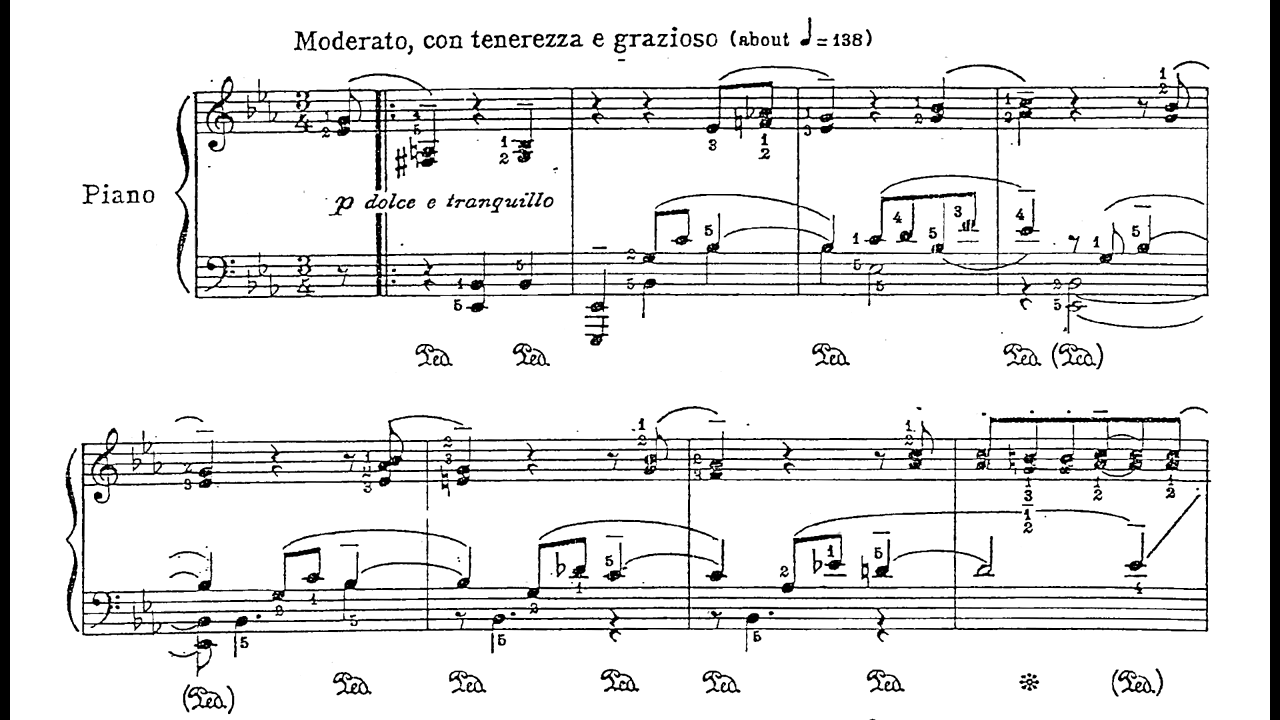 Moderato, con tenerezza e grazioso (about ♩=138)
Piano
p dolce e tranquillo
Ped. Ped. Ped. Ped. (Ped.)
(Ped.) Ped. Ped. Ped. Ped. Ped. * (Ped.)